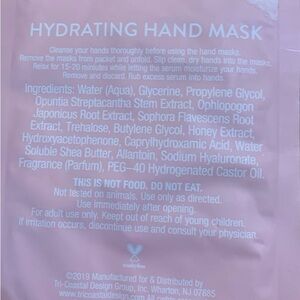 HYDRATING HAND MASK
Cleanse your hands thoroughly before using the hand masks.
Remove the masks from packet and unfold. Slip clean, dry hands into the masks.
Relax for 15-20 minutes while letting the serum moisturize your hands.
Remove and discard. Rub excess serum into hands.
Ingredients: Water (Aqua), Glycerine, Propylene Glycol,
Opuntia Streptacantha Stem Extract, Ophiopogon
Japonicus Root Extract, Sophora Flavescens Root
Extract, Trehalose, Butylene Glycol, Honey Extract,
Hydroxyacetophenone, Caprylhydroxamic Acid, Water
Soluble Shea Butter, Allantoin, Sodium Hyaluronate,
Fragrance (Parfum), PEG-40 Hydrogenated Castor Oil.
THIS IS NOT FOOD. DO NOT EAT.
Not tested on animals. Use only as directed.
Use immediately after opening.
For adult use only. Keep out of reach of young children.
If irritation occurs, discontinue use and consult your physician.
©2019 Manufactured for & Distributed by
Tri-Coastal Design Group, Inc. Wharton, NJ 07885
www.tricoastaldesign.com All